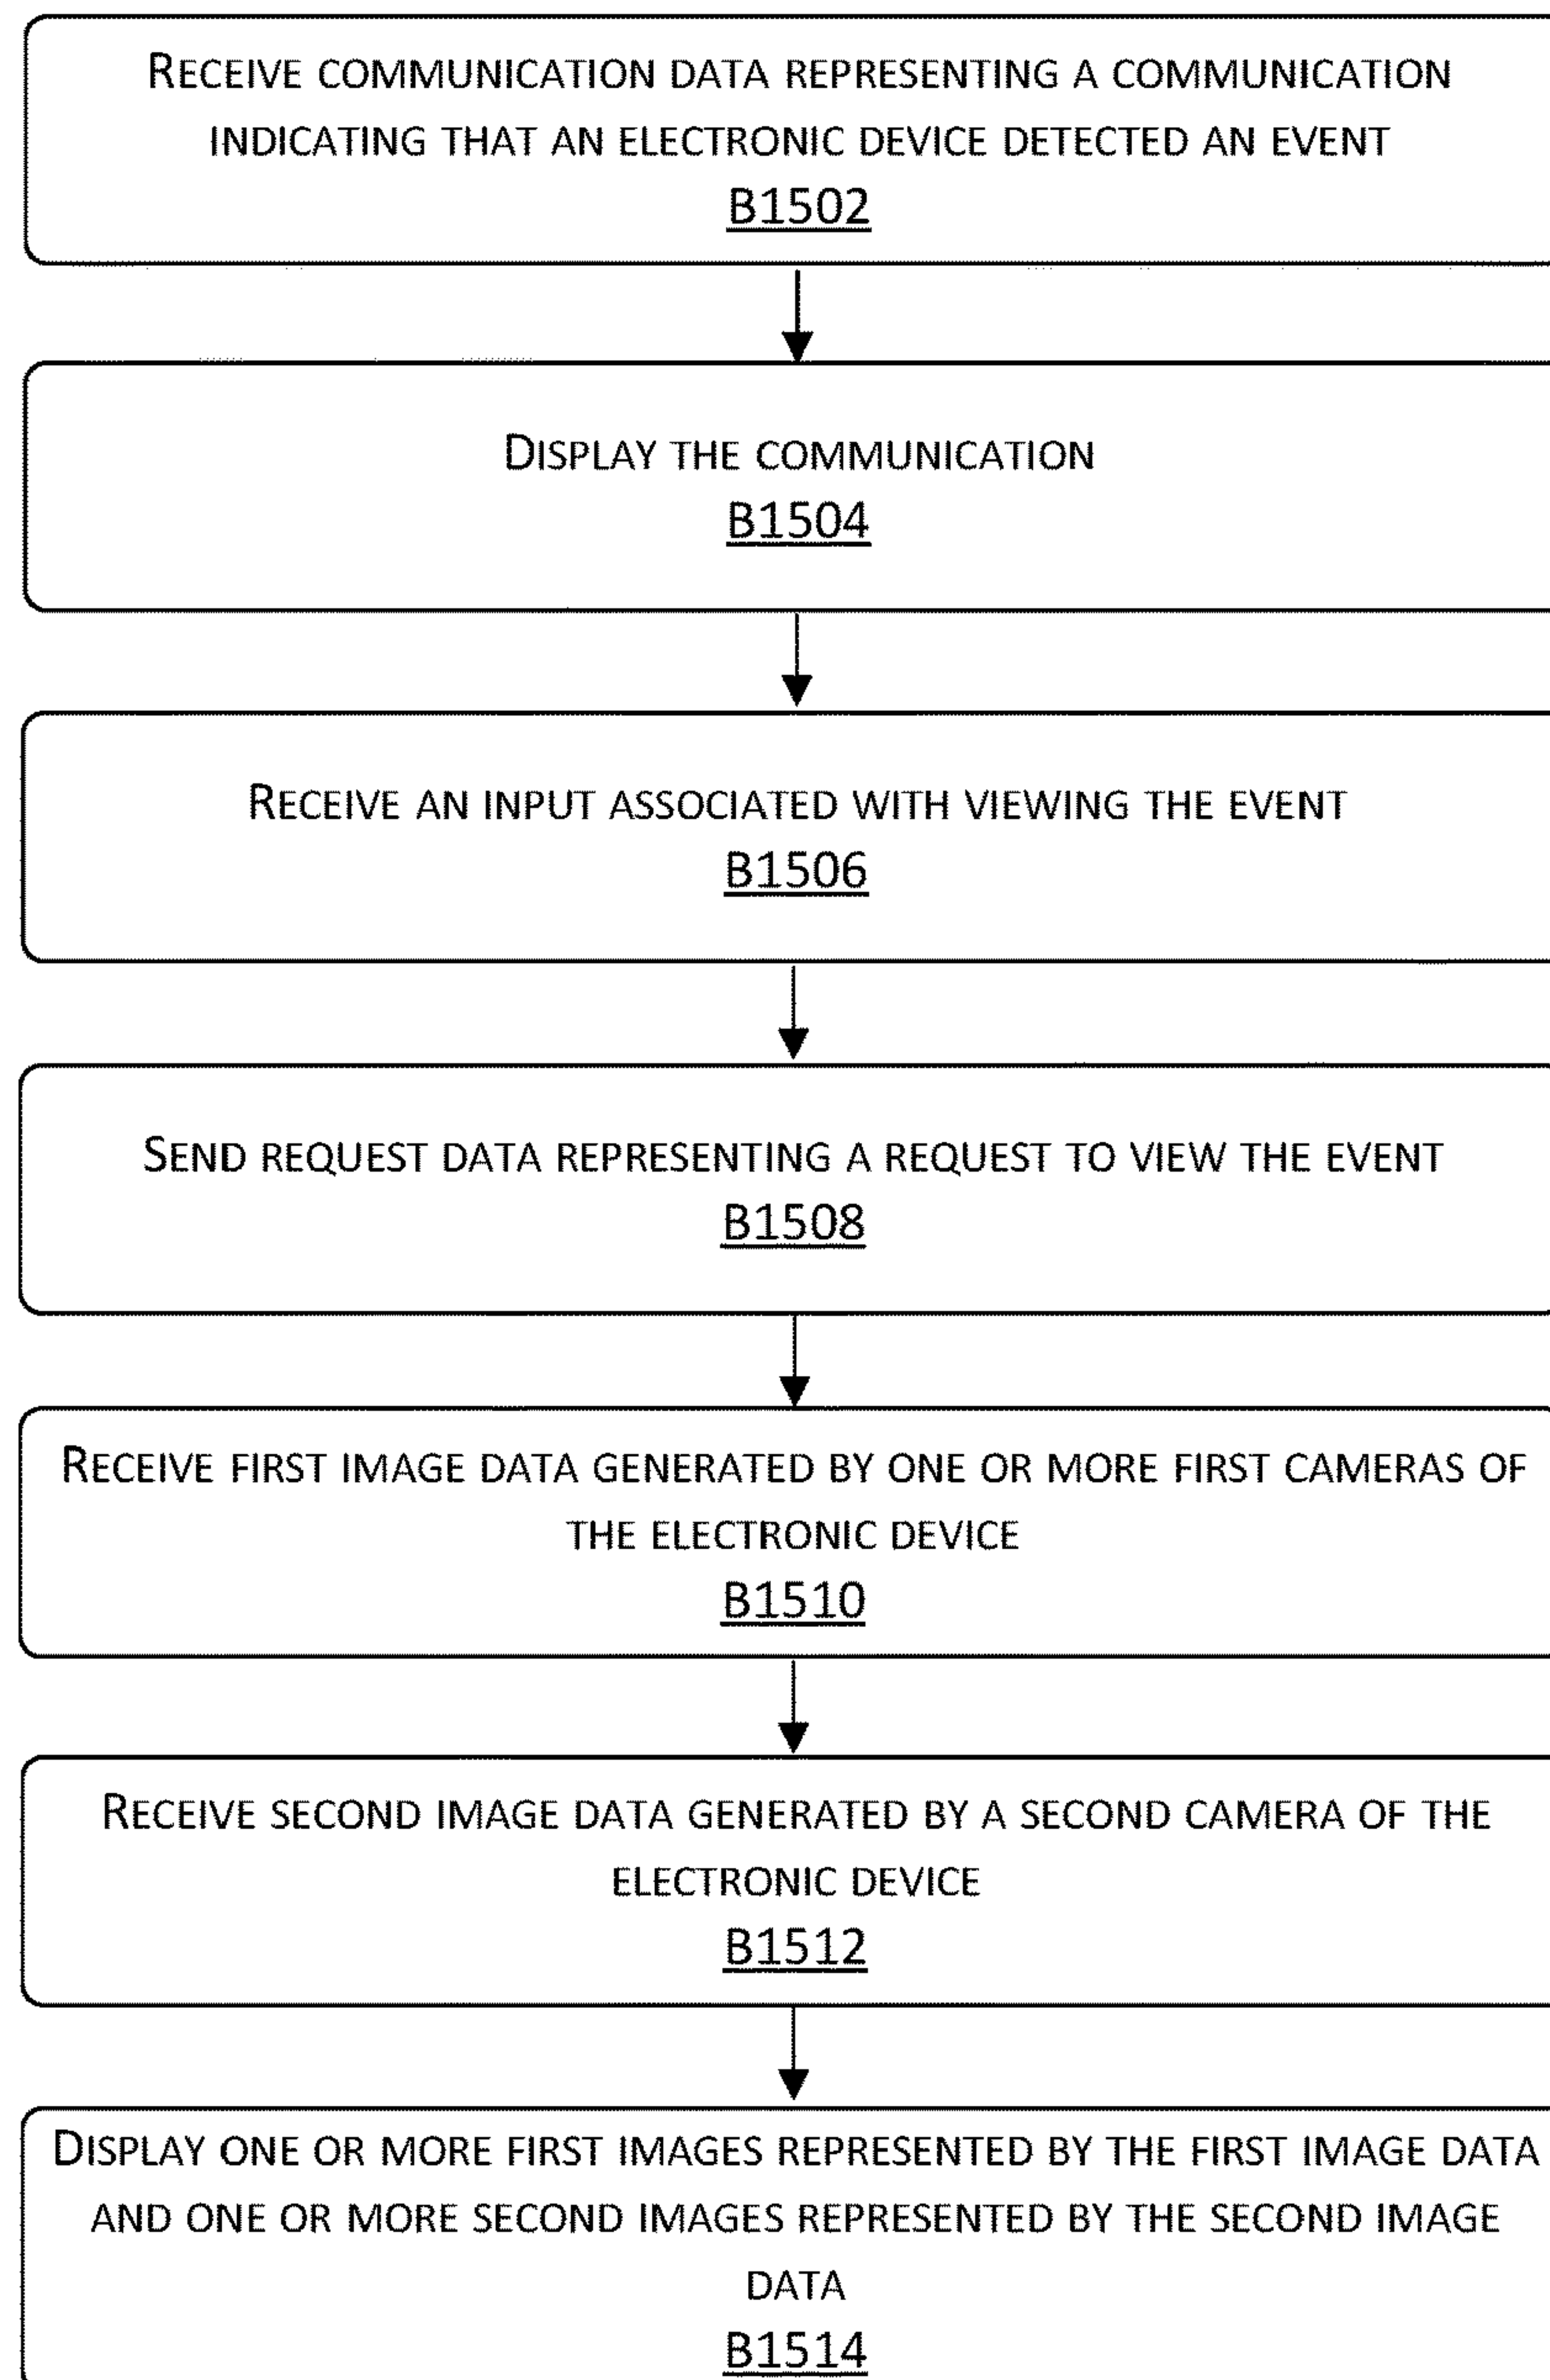 RECEIVE COMMUNICATION DATA REPRESENTING A COMMUNICATION
INDICATING THAT AN ELECTRONIC DEVICE DETECTED AN EVENT
B1502
DISPLAY THE COMMUNICATION
B1504
RECEIVE AN INPUT ASSOCIATED WITH VIEWING THE EVENT
B1506
SEND REQUEST DATA REPRESENTING A REQUEST TO VIEW THE EVENT
B1508
RECEIVE FIRST IMAGE DATA GENERATED BY ONE OR MORE FIRST CAMERAS OF
THE ELECTRONIC DEVICE
B1510
RECEIVE SECOND IMAGE DATA GENERATED BY A SECOND CAMERA OF THE
ELECTRONIC DEVICE
B1512
DISPLAY ONE OR MORE FIRST IMAGES REPRESENTED BY THE FIRST IMAGE DATA
AND ONE OR MORE SECOND IMAGES REPRESENTED BY THE SECOND IMAGE
DATA
B1514